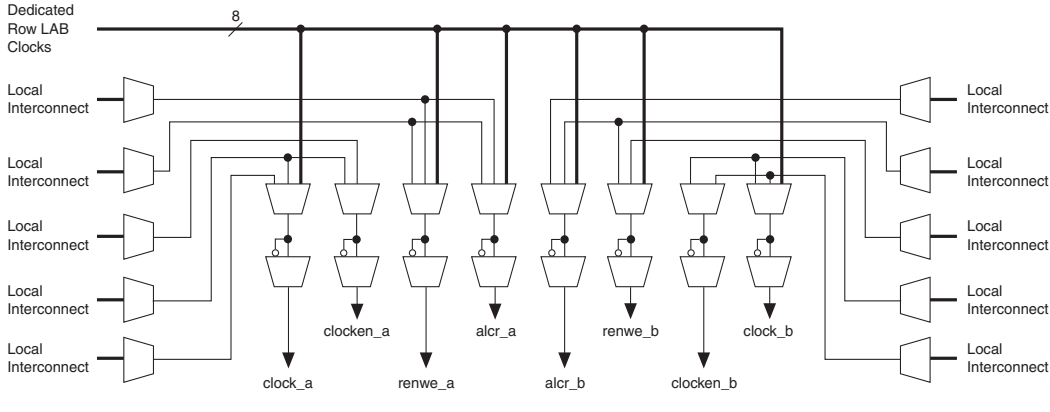 Dedicated
Row LAB
Clocks
8
Local
Interconnect
Local
Interconnect
Local
Interconnect
Local
Interconnect
Local
Interconnect
Local
Interconnect
Local
Interconnect
Local
Interconnect
Local
Interconnect
Local
Interconnect
clocken_a
alcr_a
renwe_b
clock_b
clock_a
renwe_a
alcr_b
clocken_b